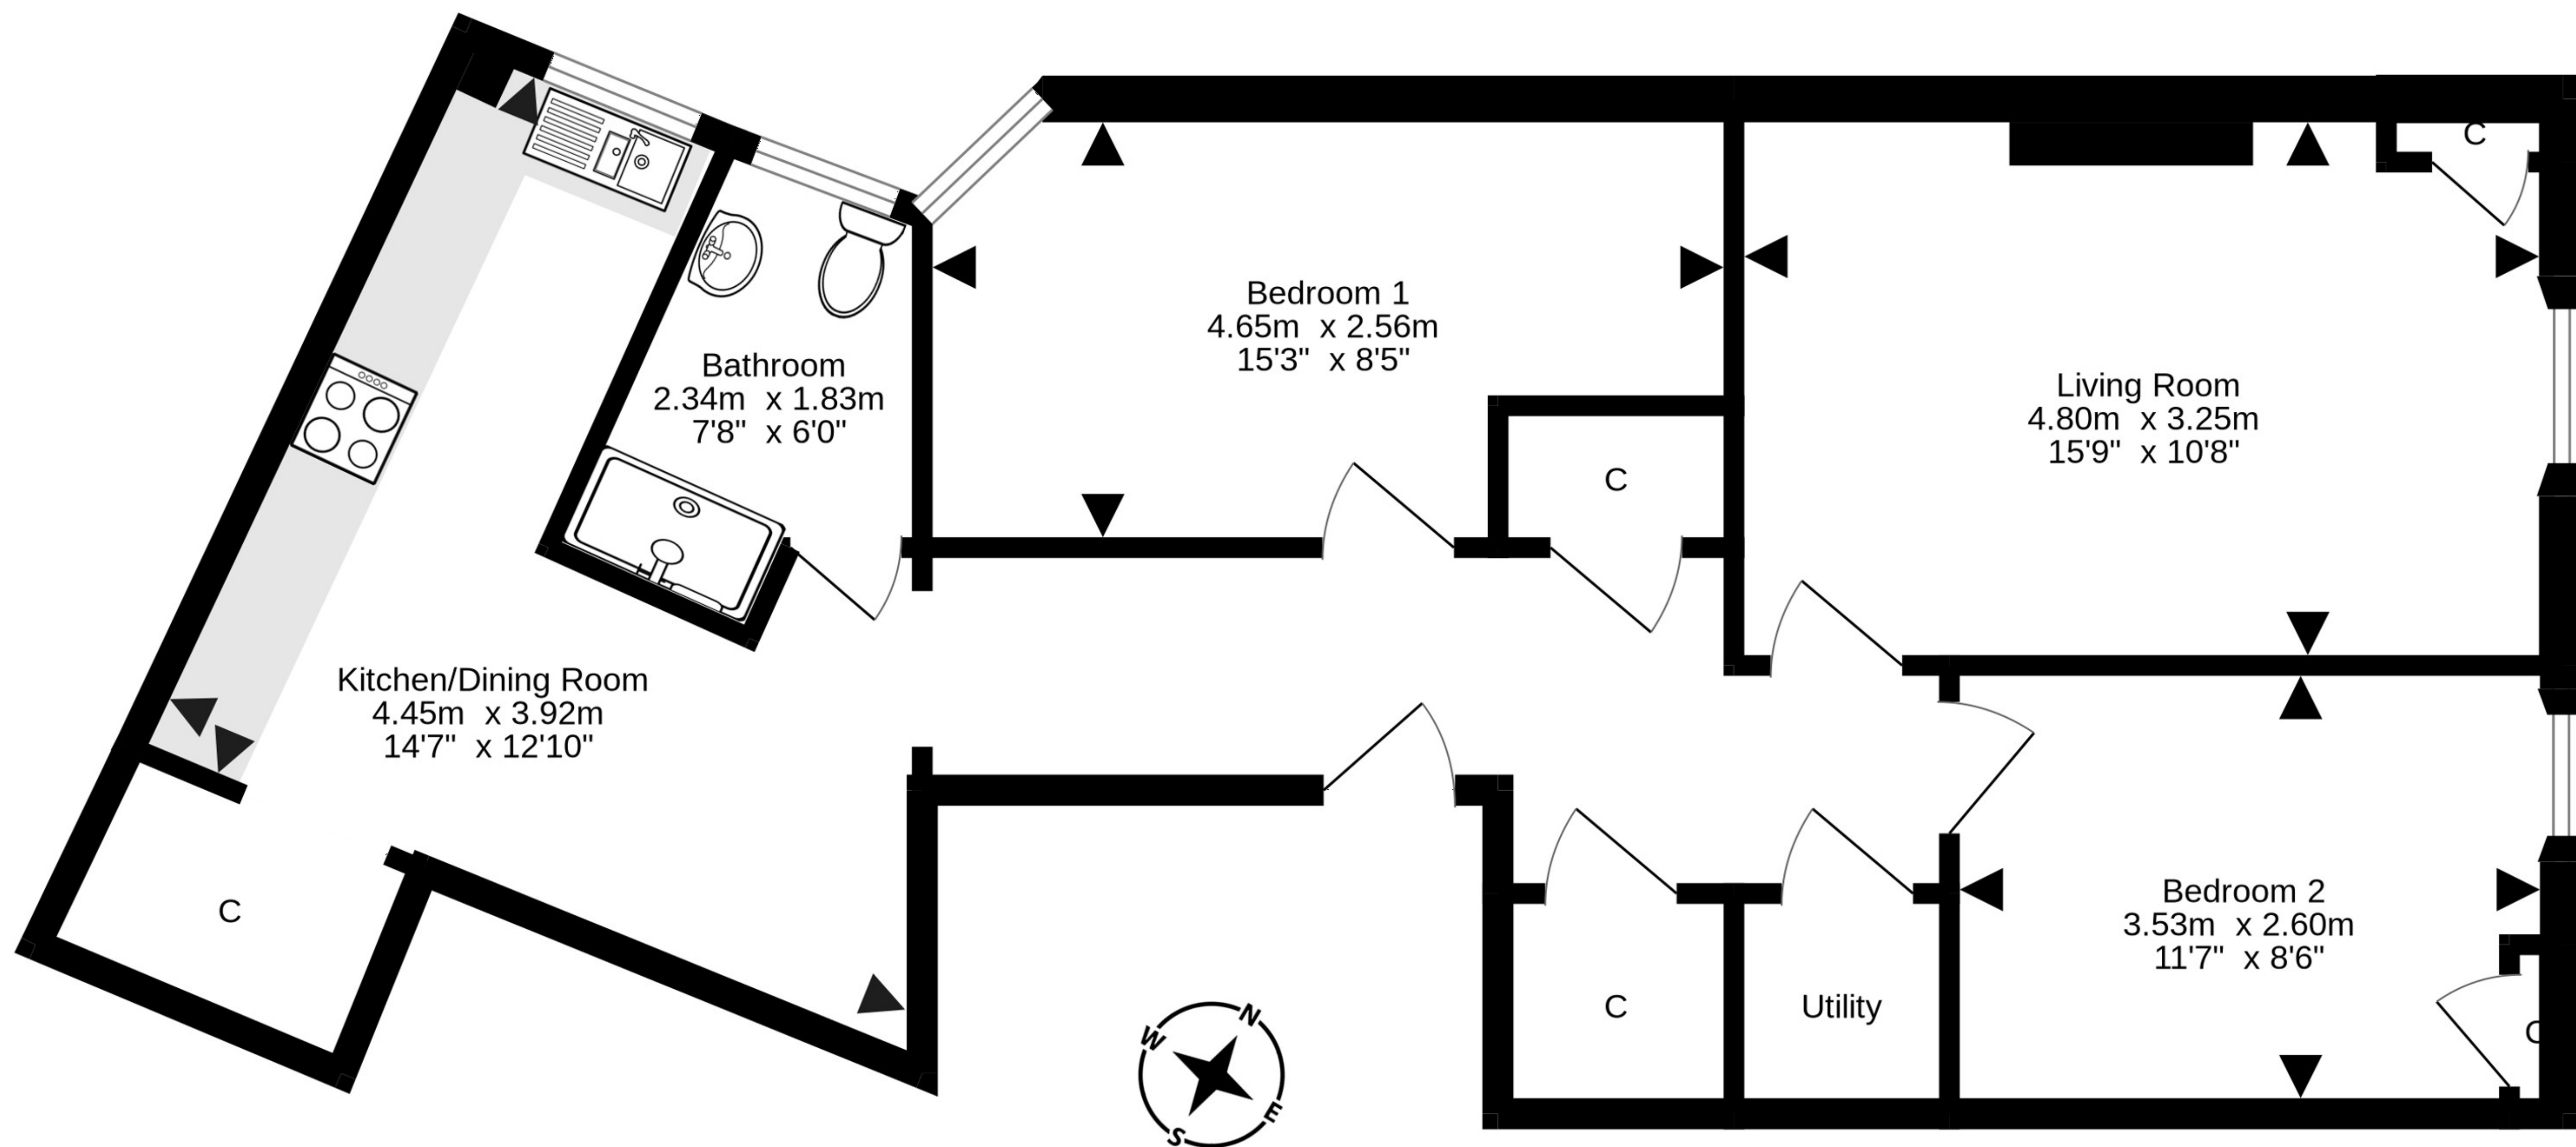 C
Bedroom 1
4.65m x 2.56m
15'3" x 8'5"
Bathroom
2.34m x 1.83m
7'8" x 6'0"
Living Room
4.80m x 3.25m
15'9" x 10'8"
C
Kitchen/Dining Room
4.45m x 3.92m
14'7" x 12'10"
C
Bedroom 2
3.53m x 2.60m
11'7" x 8'6"
C
Utility
C
N
W
E
S